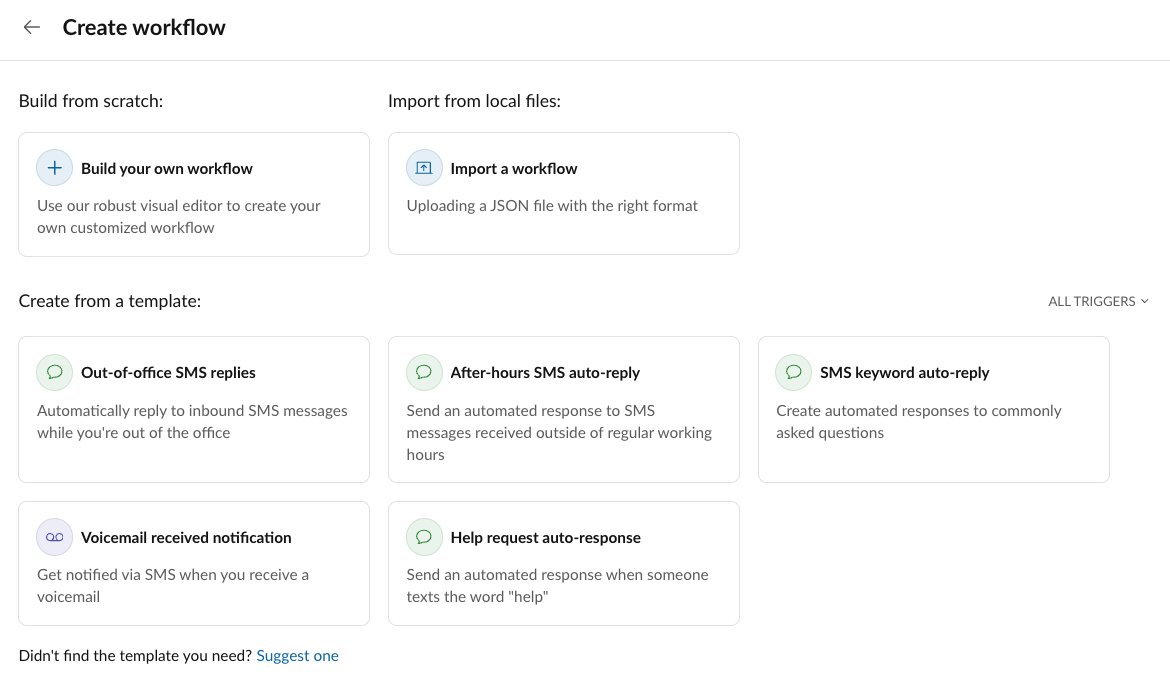 Create workflow
Build from scratch:
Import from local files:
Build your own workflow
Use our robust visual editor to create your
own customized workflow
Import a workflow
Uploading a JSON file with the right format
Create from a template:
ALL TRIGGERS
Out-of-office SMS replies
Automatically reply to inbound SMS messages
while you're out of the office
After-hours SMS auto-reply
Send an automated response to SMS
messages received outside of regular working
hours
SMS keyword auto-reply
Create automated responses to commonly
asked questions
Voicemail received notification
Get notified via SMS when you receive a
voicemail
Help request auto-response
Send an automated response when someone
texts the word "help"
Didn't find the template you need? Suggest one